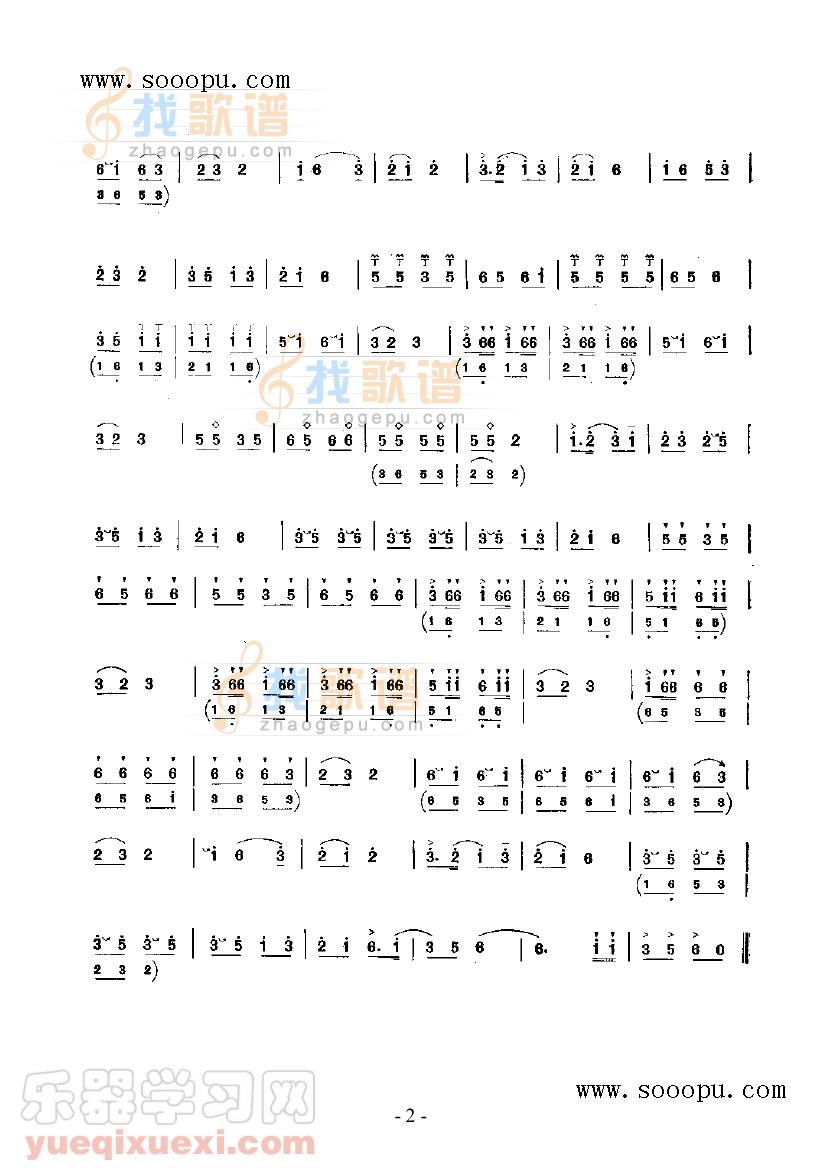 www.sooopu.com
找歌谱
zhaogepu.com
6 i 6 3 | 2 3 2 | i 6 3 | 2 i 2 | 3. 2 i 3 | 2 i 6 | i 6 5 3 |
3 6 5 3)
2 3 2 | 3 5 i 3 | 2 i 6 | 5 5 3 5 | 6 5 6 i | 5 5 5 5 | 6 5 6 |
3 5 i i | i i i i | 5 i 6 i | 3 2 3 | 3 66 i 66 | 3 66 i 66 | 5 i 6 i |
(1 6 1 3 | 2 1 1 6) (1 6 1 3 | 2 1 1 6)
找歌谱
zhaogepu.com
3 2 3 | 5 5 3 5 | 6 5 6 6 | 5 5 5 5 | 5 5 2 | i. 2 3 i | 2 3 2 5 |
(3 6 5 3 | 2 3 2)
3 5 i 3 | 2 i 6 | 3 5 3 5 | 3 5 3 5 | 3 5 i 3 | 2 i 6 | 5 5 3 5 |
6 5 6 6 | 5 5 3 5 | 6 5 6 6 | 3 66 i 66 | 3 66 i 66 | 5 ii 6 ii |
(1 6 1 3 | 2 1 1 6 | 5 1 6 5)
3 2 3 | 3 66 i 66 | 3 66 i 66 | 5 ii 6 ii | 3 2 3 | i 66 6 6 |
(1 6 1 3 | 2 1 1 6 | 5 1 6 5) (6 5 3 5
找歌谱
zhaogepu.com
6 6 6 6 | 6 6 6 3 | 2 3 2 | 6 i 6 i | 6 i 6 i | 6 i 6 3 |
6 5 6 i | 3 6 5 3) (6 5 3 5 | 6 5 6 i | 3 6 5 3)
2 3 2 | i 6 3 | 2 i 2 | 3. 2 i 3 | 2 i 6 | 3 5 3 5 |
(1 6 5 3
3 5 3 5 | 3 5 i 3 | 2 i 6. i | 3 5 6 | 6. i i | 3 5 6 0 ‖
2 3 2)
乐器学习网
yueqixuexi.com
www.sooopu.com
- 2 -